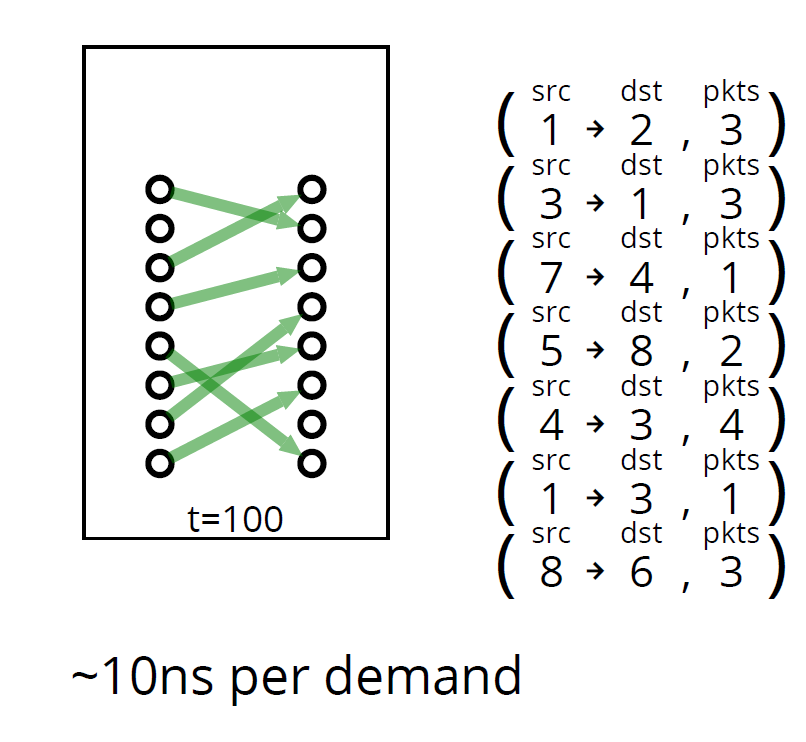 t=100
src dst pkts
( 1 → 2 , 3 )
src dst pkts
( 3 → 1 , 3 )
src dst pkts
( 7 → 4 , 1 )
src dst pkts
( 5 → 8 , 2 )
src dst pkts
( 4 → 3 , 4 )
src dst pkts
( 1 → 3 , 1 )
src dst pkts
( 8 → 6 , 3 )
~10ns per demand